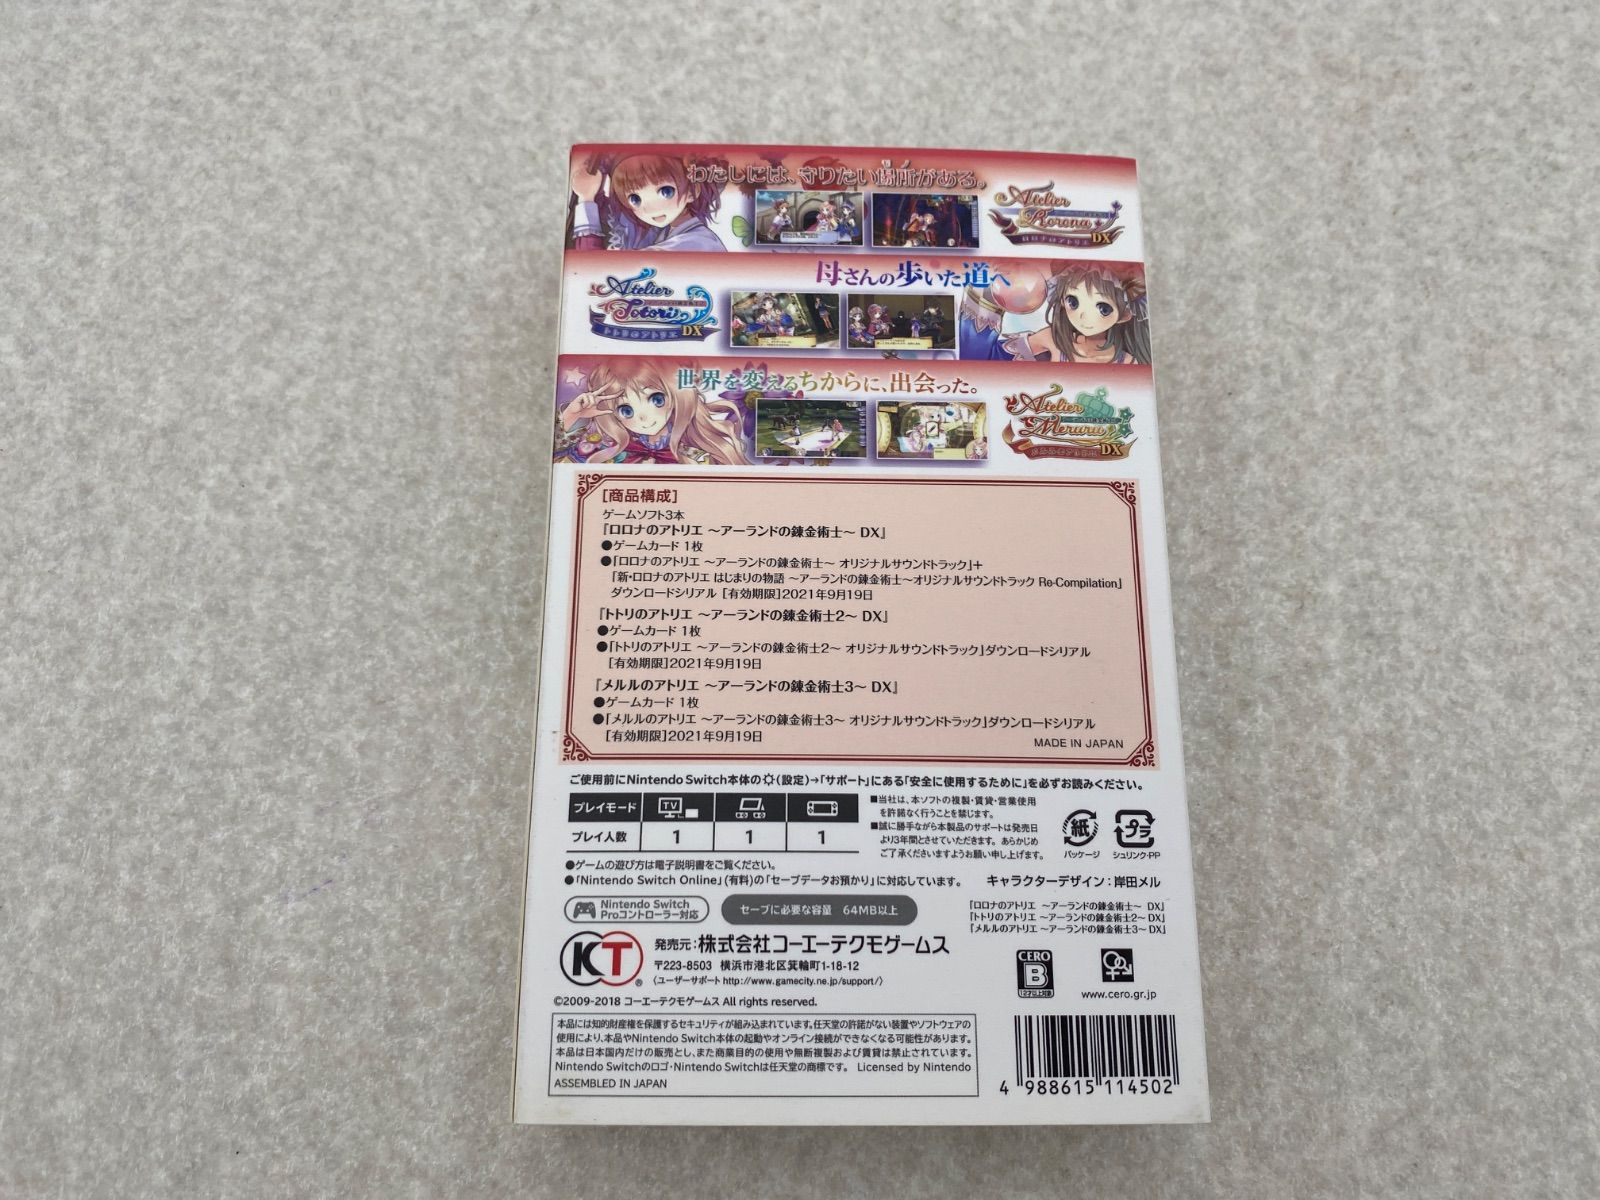 わたしには、守りたい場所がある。
Atelier
Rorona
ロロナのアトリエ
DX
母さんの歩いた道へ
Atelier
Totori
トトリのアトリエ
DX
世界を変えるちからに、出会った。
Atelier
Meruru
メルルのアトリエ
DX
[商品構成]
ゲームソフト3本
『ロロナのアトリエ ～アーランドの錬金術士～ DX』
●ゲームカード 1枚
●「ロロナのアトリエ ～アーランドの錬金術士～ オリジナルサウンドトラック」+
「新・ロロナのアトリエ はじまりの物語 ～アーランドの錬金術士～オリジナルサウンドトラック Re-Compilation」
ダウンロードシリアル [有効期限]2021年9月19日
『トトリのアトリエ ～アーランドの錬金術士2～ DX』
●ゲームカード 1枚
●「トトリのアトリエ ～アーランドの錬金術士2～ オリジナルサウンドトラック」ダウンロードシリアル
[有効期限]2021年9月19日
『メルルのアトリエ ～アーランドの錬金術士3～ DX』
●ゲームカード 1枚
●「メルルのアトリエ ～アーランドの錬金術士3～ オリジナルサウンドトラック」ダウンロードシリアル
[有効期限]2021年9月19日
MADE IN JAPAN
ご使用前にNintendo Switch本体の(設定)→「サポート」にある「安全に使用するために」を必ずお読みください。
プレイモード TV
プレイ人数 1 1 1
■当社は、本ソフトの複製・賃貸・営業使用
を許諾なく行うことを禁じます。
■誠に勝手ながら本製品のサポートは発売日
より3年間とさせていただきます。あらかじめ
ご了承くださいますようお願い申し上げます。
紙
パッケージ
プラ
シュリンク・PP
●ゲームの遊び方は電子説明書をご覧ください。
●「Nintendo Switch Online」(有料)の「セーブデータお預かり」に対応しています。
キャラクターデザイン：岸田メル
Nintendo Switch
Proコントローラー対応
セーブに必要な容量 64MB以上
『ロロナのアトリエ ～アーランドの錬金術士～ DX』
『トトリのアトリエ ～アーランドの錬金術士2～ DX』
『メルルのアトリエ ～アーランドの錬金術士3～ DX』
KT®
発売元：株式会社コーエーテクモゲームス
〒223-8503 横浜市港北区箕輪町1-18-12
〈ユーザーサポート http://www.gamecity.ne.jp/support/〉
©2009-2018 コーエーテクモゲームス All rights reserved.
CERO
B
12才以上対象
www.cero.gr.jp
本品には知的財産権を保護するセキュリティが組み込まれています。任天堂の許諾がない装置やソフトウェアの
使用により、本品やNintendo Switch本体の起動やオンライン接続ができなくなる可能性があります。
本品は日本国内だけの販売とし、また商業目的の使用や無断複製および賃貸は禁止されています。
Nintendo Switchのロゴ・Nintendo Switchは任天堂の商標です。 Licensed by Nintendo
ASSEMBLED IN JAPAN
4 988615 114502